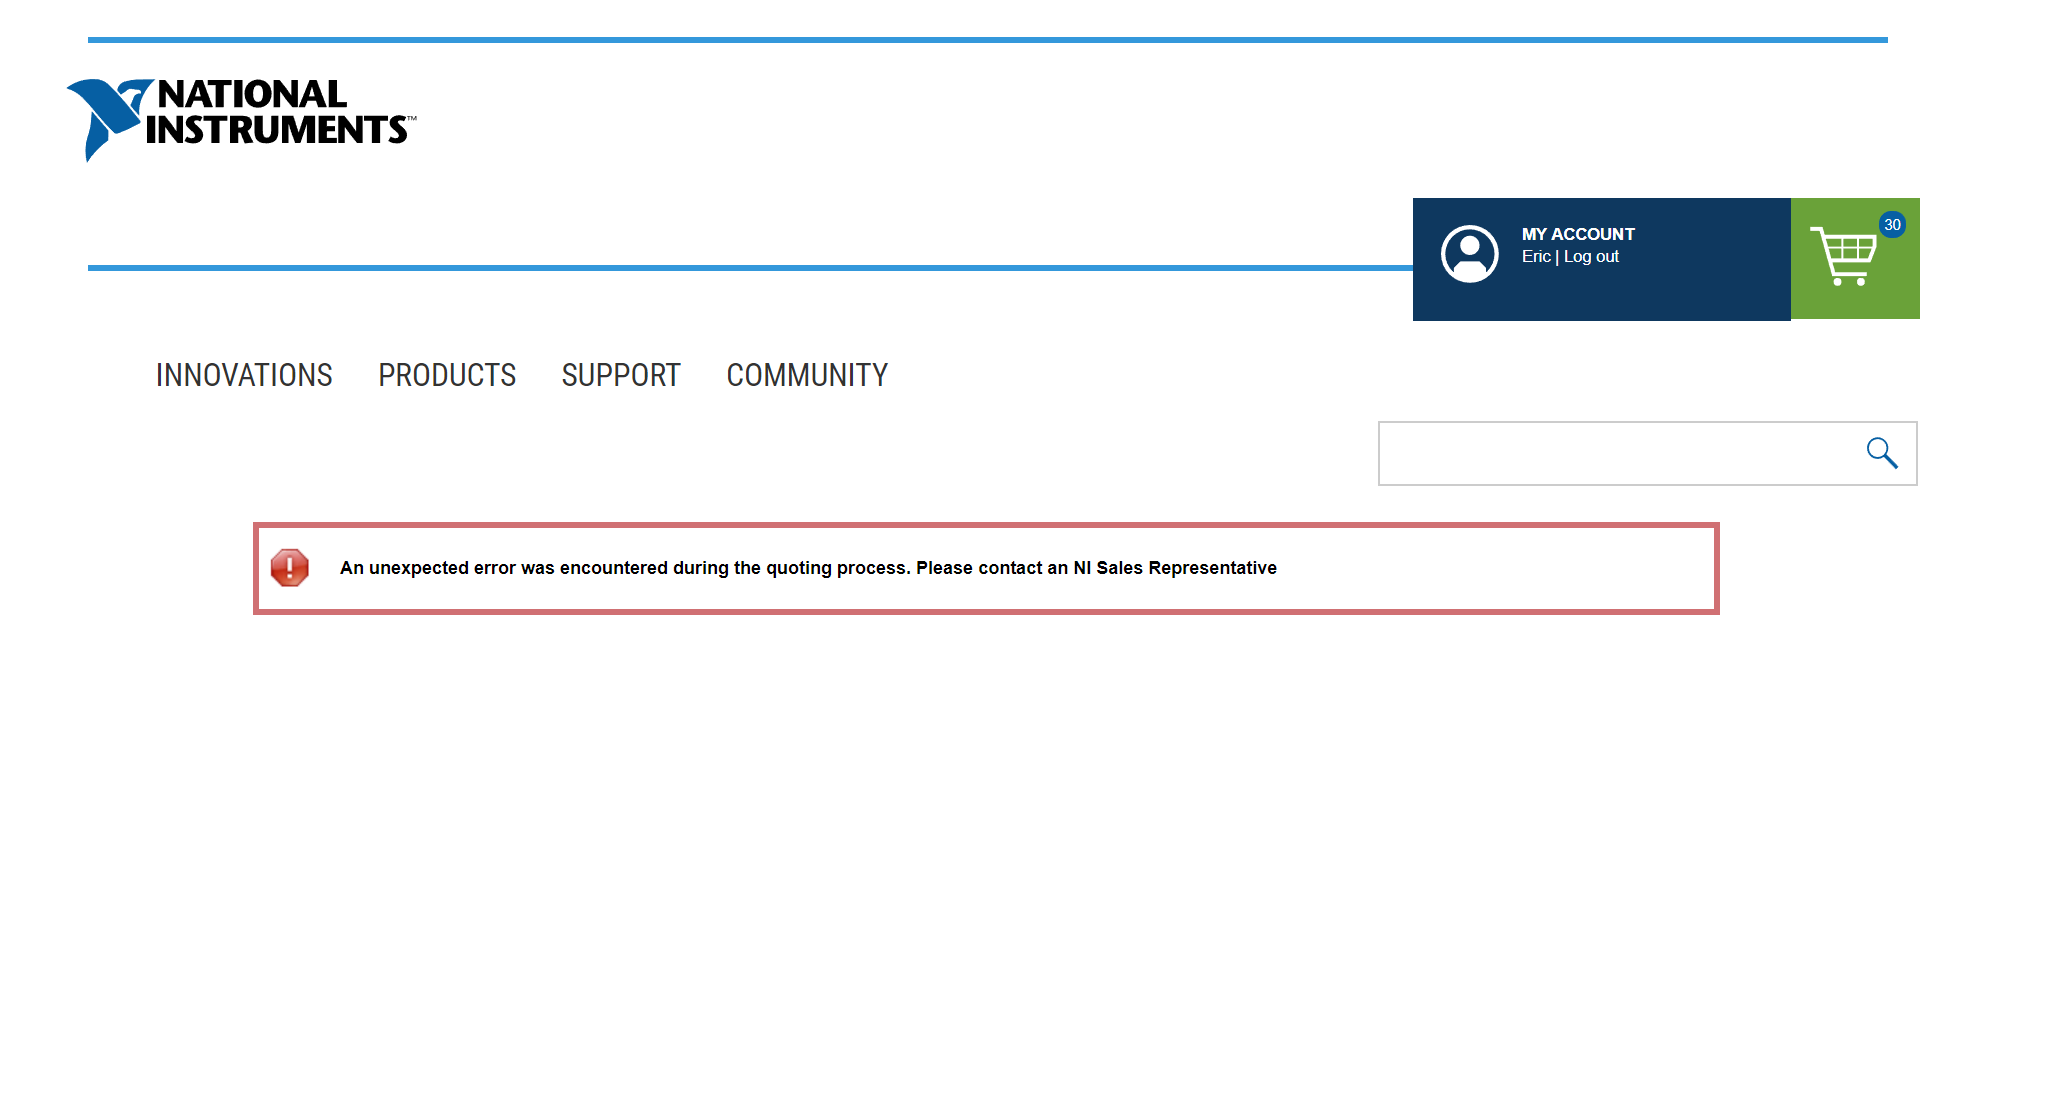 NATIONAL
INSTRUMENTS™
MY ACCOUNT
Eric | Log out
30
INNOVATIONS PRODUCTS SUPPORT COMMUNITY
An unexpected error was encountered during the quoting process. Please contact an NI Sales Representative